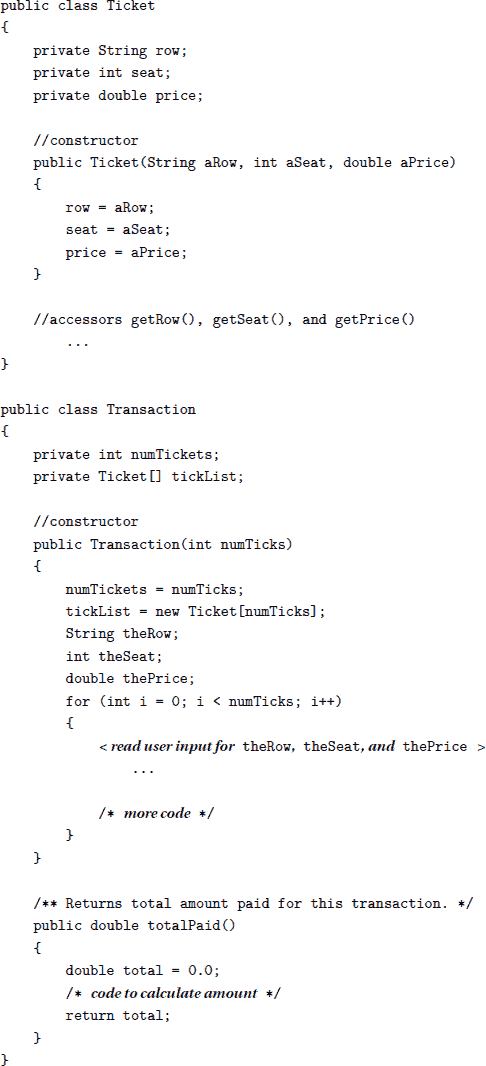 public class Ticket
{
    private String row;
    private int seat;
    private double price;

    //constructor
    public Ticket(String aRow, int aSeat, double aPrice)
    {
        row = aRow;
        seat = aSeat;
        price = aPrice;
    }

    //accessors getRow(), getSeat(), and getPrice()
        ...
}

public class Transaction
{
    private int numTickets;
    private Ticket[] tickList;

    //constructor
    public Transaction(int numTicks)
    {
        numTickets = numTicks;
        tickList = new Ticket[numTicks];
        String theRow;
        int theSeat;
        double thePrice;
        for (int i = 0; i < numTicks; i++)
        {
            < read user input for theRow, theSeat, and thePrice >
                ...

            /* more code */
        }
    }

    /** Returns total amount paid for this transaction. */
    public double totalPaid()
    {
        double total = 0.0;
        /* code to calculate amount */
        return total;
    }
}